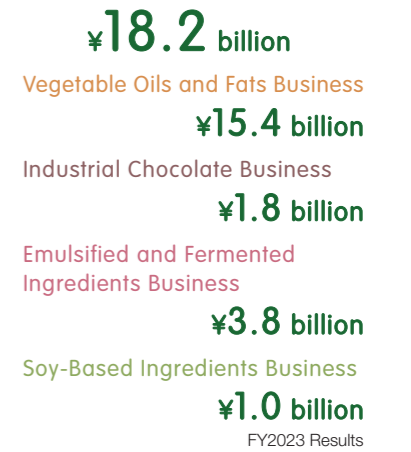 ¥18.2 billion
Vegetable Oils and Fats Business
¥15.4 billion
Industrial Chocolate Business
¥1.8 billion
Emulsified and Fermented
Ingredients Business
¥3.8 billion
Soy-Based Ingredients Business
¥1.0 billion
FY2023 Results